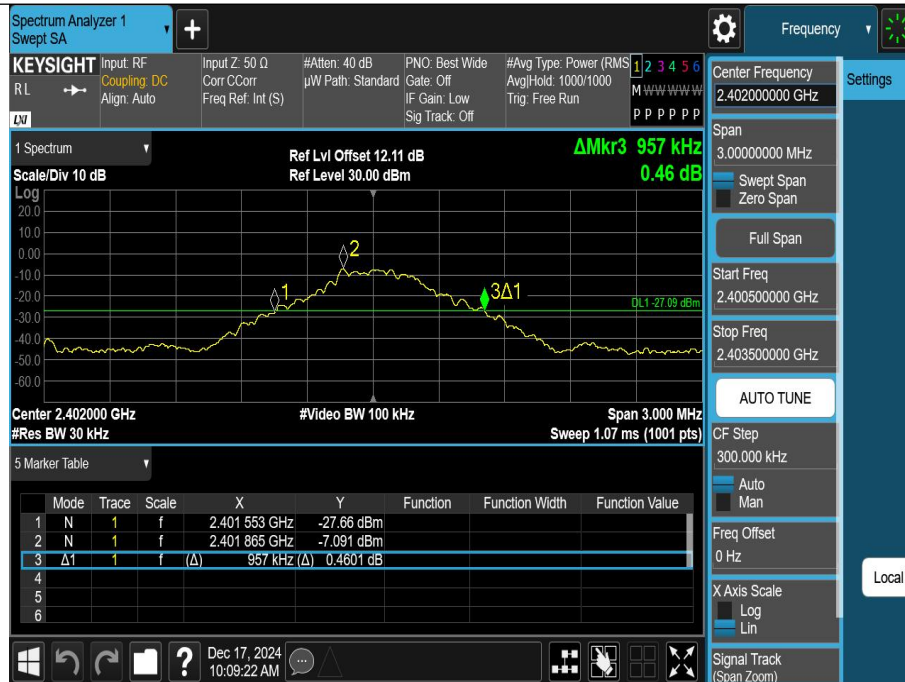 Spectrum Analyzer 1
Swept SA
Frequency
KEYSIGHT
RL
LXI
Input: RF
Coupling: DC
Align: Auto
Input Z: 50 Ω
Corr CCorr
Freq Ref: Int (S)
#Atten: 40 dB
µW Path: Standard
PNO: Best Wide
Gate: Off
IF Gain: Low
Sig Track: Off
#Avg Type: Power (RMS
Avg|Hold: 1000/1000
Trig: Free Run
1 2 3 4 5 6
M W W W W W
P P P P P P
1 Spectrum
Scale/Div 10 dB
Ref Lvl Offset 12.11 dB
Ref Level 30.00 dBm
ΔMkr3 957 kHz
0.46 dB
Log
20.0
10.0
0.00
-10.0
-20.0
-30.0
-40.0
-50.0
-60.0
1
2
3Δ1
DL1 -27.09 dBm
Center 2.402000 GHz
#Video BW 100 kHz
Span 3.000 MHz
#Res BW 30 kHz
Sweep 1.07 ms (1001 pts)
5 Marker Table
Mode Trace Scale X Y Function Function Width Function Value
1 N 1 f 2.401 553 GHz -27.66 dBm
2 N 1 f 2.401 865 GHz -7.091 dBm
3 Δ1 1 f (Δ) 957 kHz (Δ) 0.4601 dB
4
5
6
?
Dec 17, 2024
10:09:22 AM
Center Frequency
2.402000000 GHz
Span
3.00000000 MHz
Swept Span
Zero Span
Full Span
Start Freq
2.400500000 GHz
Stop Freq
2.403500000 GHz
AUTO TUNE
CF Step
300.000 kHz
Auto
Man
Freq Offset
0 Hz
X Axis Scale
Log
Lin
Signal Track
(Span Zoom)
Settings
Local